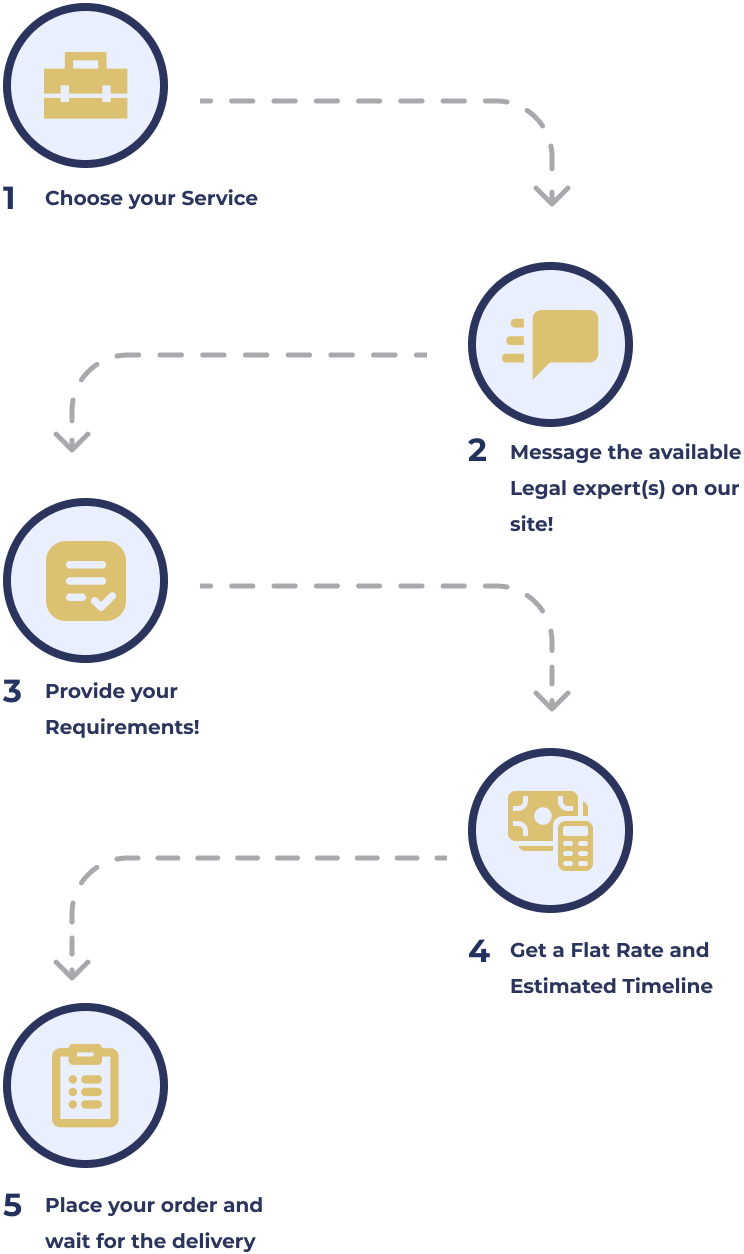 1 Choose your Service
2 Message the available
Legal expert(s) on our
site!
3 Provide your
Requirements!
4 Get a Flat Rate and
Estimated Timeline
5 Place your order and
wait for the delivery